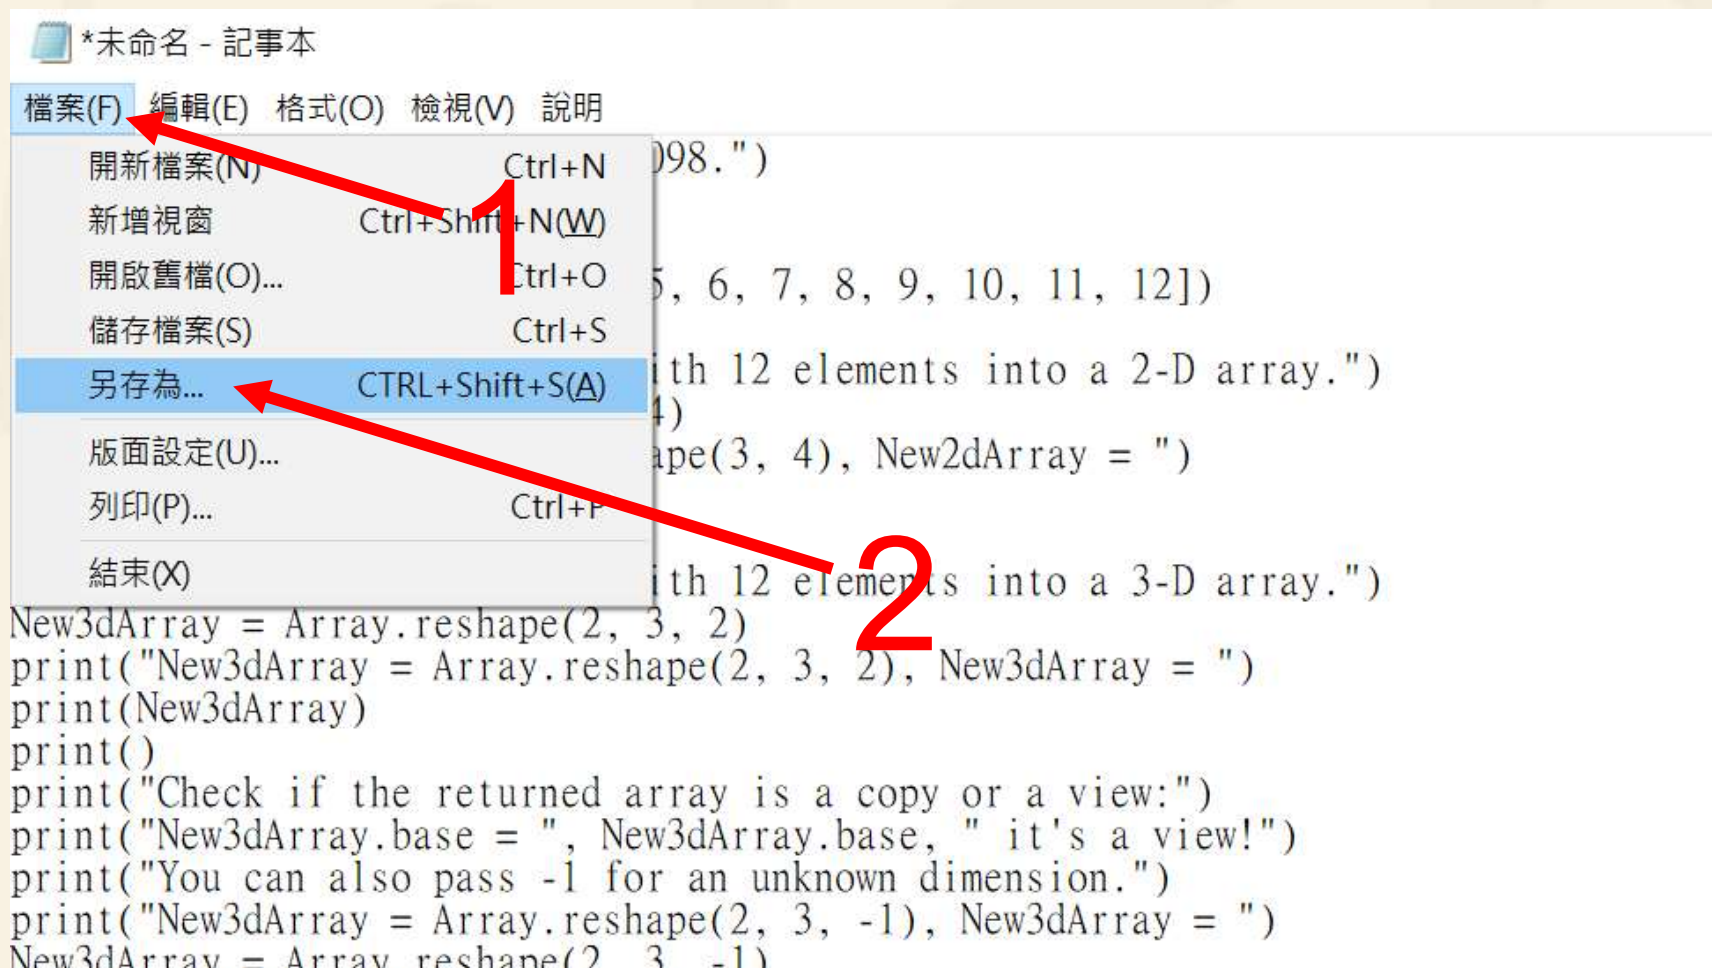 *未命名 - 記事本
檔案(F) 編輯(E) 格式(O) 檢視(V) 說明
開新檔案(N) Ctrl+N
新增視窗 Ctrl+Shift+N(W)
開啟舊檔(O)... Ctrl+O
儲存檔案(S) Ctrl+S
另存為... CTRL+Shift+S(A)
版面設定(U)...
列印(P)... Ctrl+P
結束(X)
1
2
098.")
5, 6, 7, 8, 9, 10, 11, 12])
ith 12 elements into a 2-D array.")
4)
ape(3, 4), New2dArray = ")
ith 12 elements into a 3-D array.")
New3dArray = Array.reshape(2, 3, 2)
print("New3dArray = Array.reshape(2, 3, 2), New3dArray = ")
print(New3dArray)
print()
print("Check if the returned array is a copy or a view:")
print("New3dArray.base = ", New3dArray.base, " it's a view!")
print("You can also pass -1 for an unknown dimension.")
print("New3dArray = Array.reshape(2, 3, -1), New3dArray = ")
New3dArray = Array.reshape(2, 3, -1)